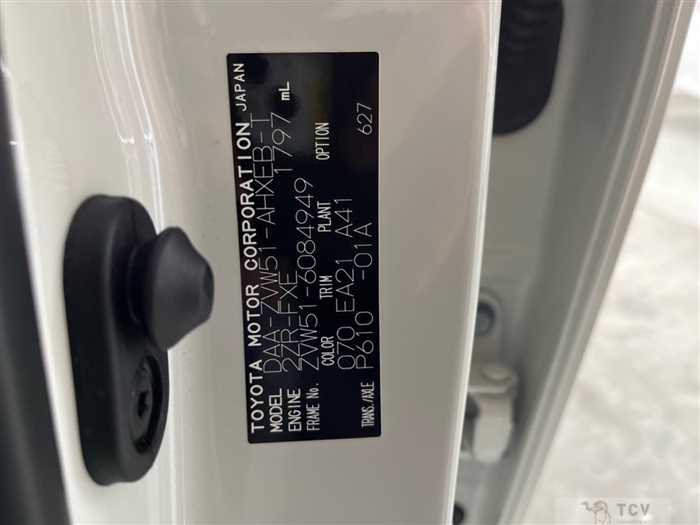 TOYOTA MOTOR CORPORATION JAPAN
MODEL DAA-ZVW51-AHXEB-T
ENGINE 2ZR-FXE 1797 mL
FRAME No. ZVW51-6084949
COLOR TRIM PLANT OPTION
070 EA21 A41 627
TRANS./AXLE P610 -01A
TCV